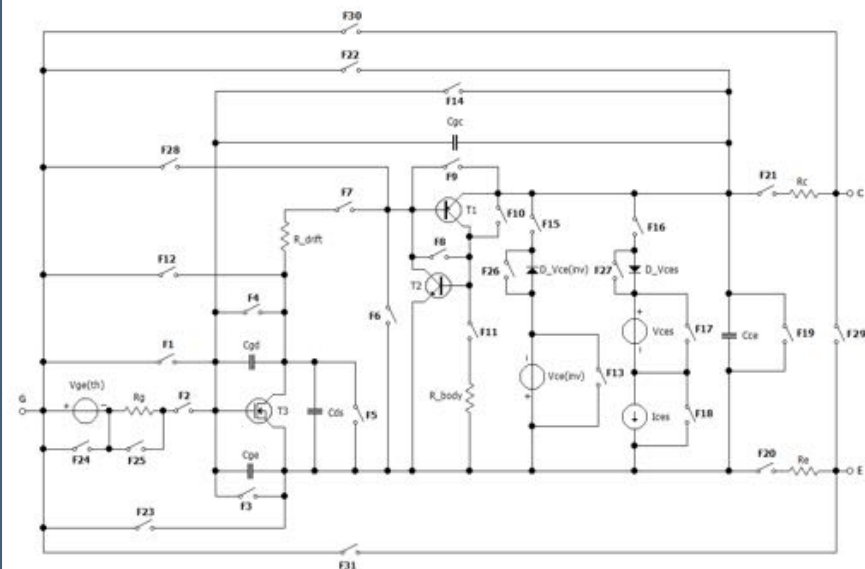 F30
F22
F14
Cgc
F28
F9
F21
Rc
C
F7
T1
F10
F15
F16
R_drift
F8
F26
D_Vce(inv)
F27
D_Vces
F12
T2
F4
F6
F11
Vces
F17
Cce
F19
F29
F1
Cgd
Vge(th)
Rg
F2
G
T3
Cds
F5
R_body
Vce(inv)
F13
Ices
F18
F24
F25
Cge
F20
Re
E
F3
F23
F31